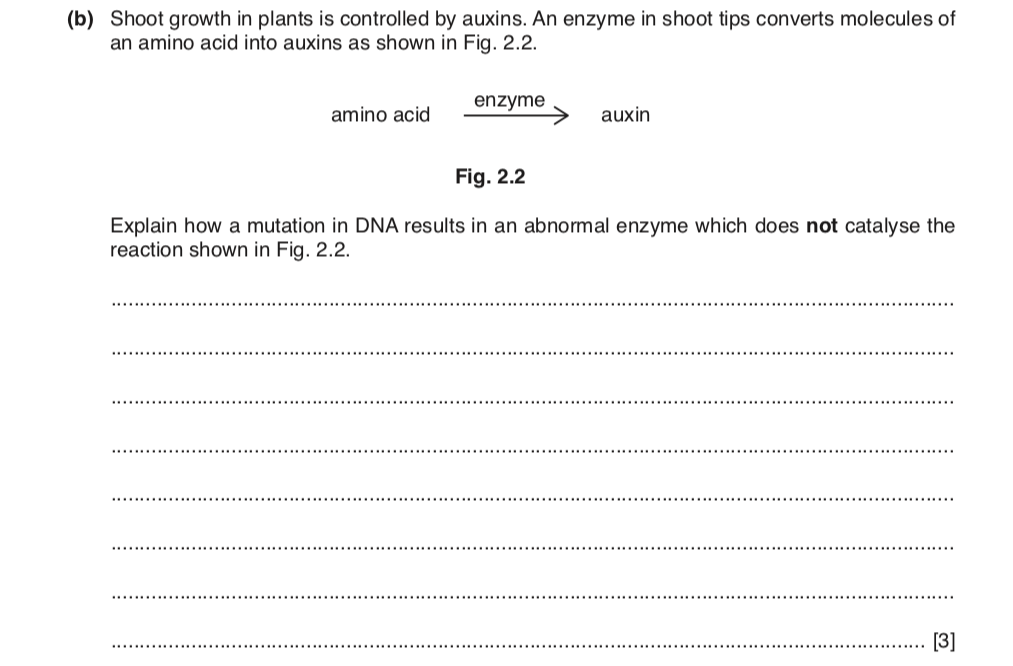 (b) Shoot growth in plants is controlled by auxins. An enzyme in shoot tips converts molecules of
an amino acid into auxins as shown in Fig. 2.2.
enzyme
amino acid → auxin
Fig. 2.2
Explain how a mutation in DNA results in an abnormal enzyme which does not catalyse the
reaction shown in Fig. 2.2.
[3]